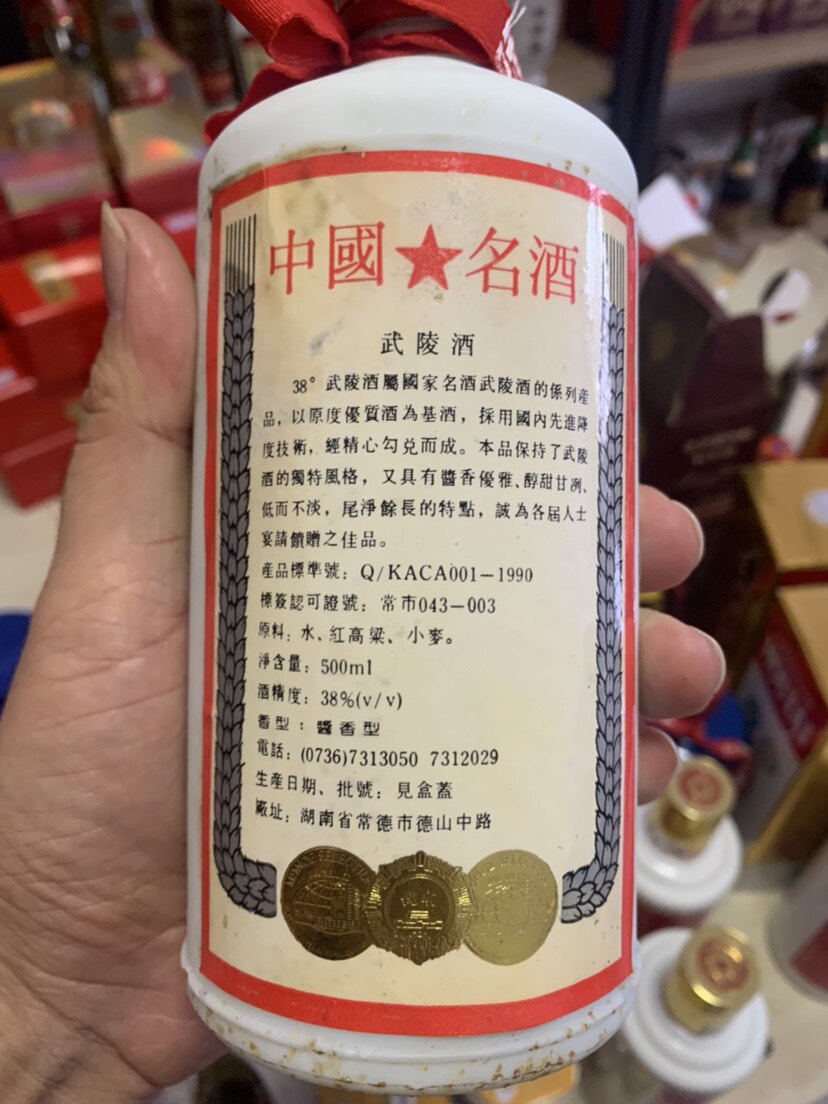 中國★名酒
武陵酒
38°武陵酒屬國家名酒武陵酒的係列産
品，以原度優質酒為基酒，採用國内先進降
度技術，經精心勾兑而成。本品保持了武陵
酒的獨特風格，又具有醬香優雅、醇甜甘冽、
低而不淡，尾淨餘長的特點，誠為各屆人士
宴請饋贈之佳品。
産品標準號：Q/KACA001－1990
標簽認可證號：常市043－003
原料：水、紅高粱、小麥。
淨含量：500ml
酒精度：38%(v/v)
香型：醬香型
電話：(0736)7313050 7312029
生産日期、批號：見盒蓋
廠址：湖南省常德市德山中路